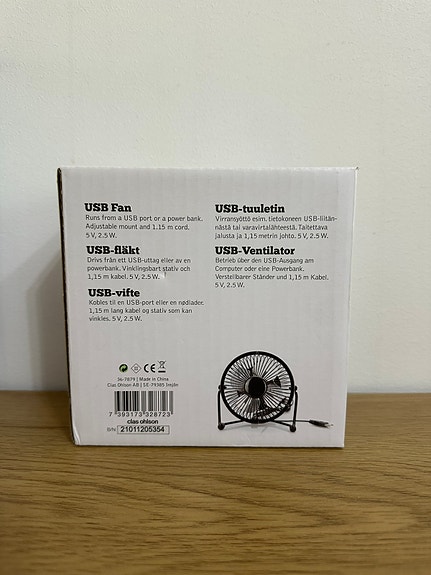 USB Fan
Runs from a USB port or a power bank.
Adjustable mount and 1.15 m cord.
5 V, 2.5 W.
USB-fläkt
Drivs från ett USB-uttag eller av en
powerbank. Vinklingsbart stativ och
1,15 m kabel. 5 V, 2.5 W.
USB-vifte
Kobles til en USB-port eller en nødlader.
1,15 m lang kabel og stativ som kan
vinkles. 5 V, 2.5 W.
USB-tuuletin
Virransyöttö esim. tietokoneen USB-liitän-
nästä tai varavirtalähteestä. Taitettava
jalusta ja 1,15 metrin johto. 5 V, 2.5 W.
USB-Ventilator
Betrieb über den USB-Ausgang am
Computer oder eine Powerbank.
Verstellbarer Ständer und 1,15 m Kabel.
5 V, 2.5 W.
CE
36-7879 | Made in China
Clas Ohlson AB | SE-79385 Insjön
7 393173 328723
clas ohlson
B/N 21011205354